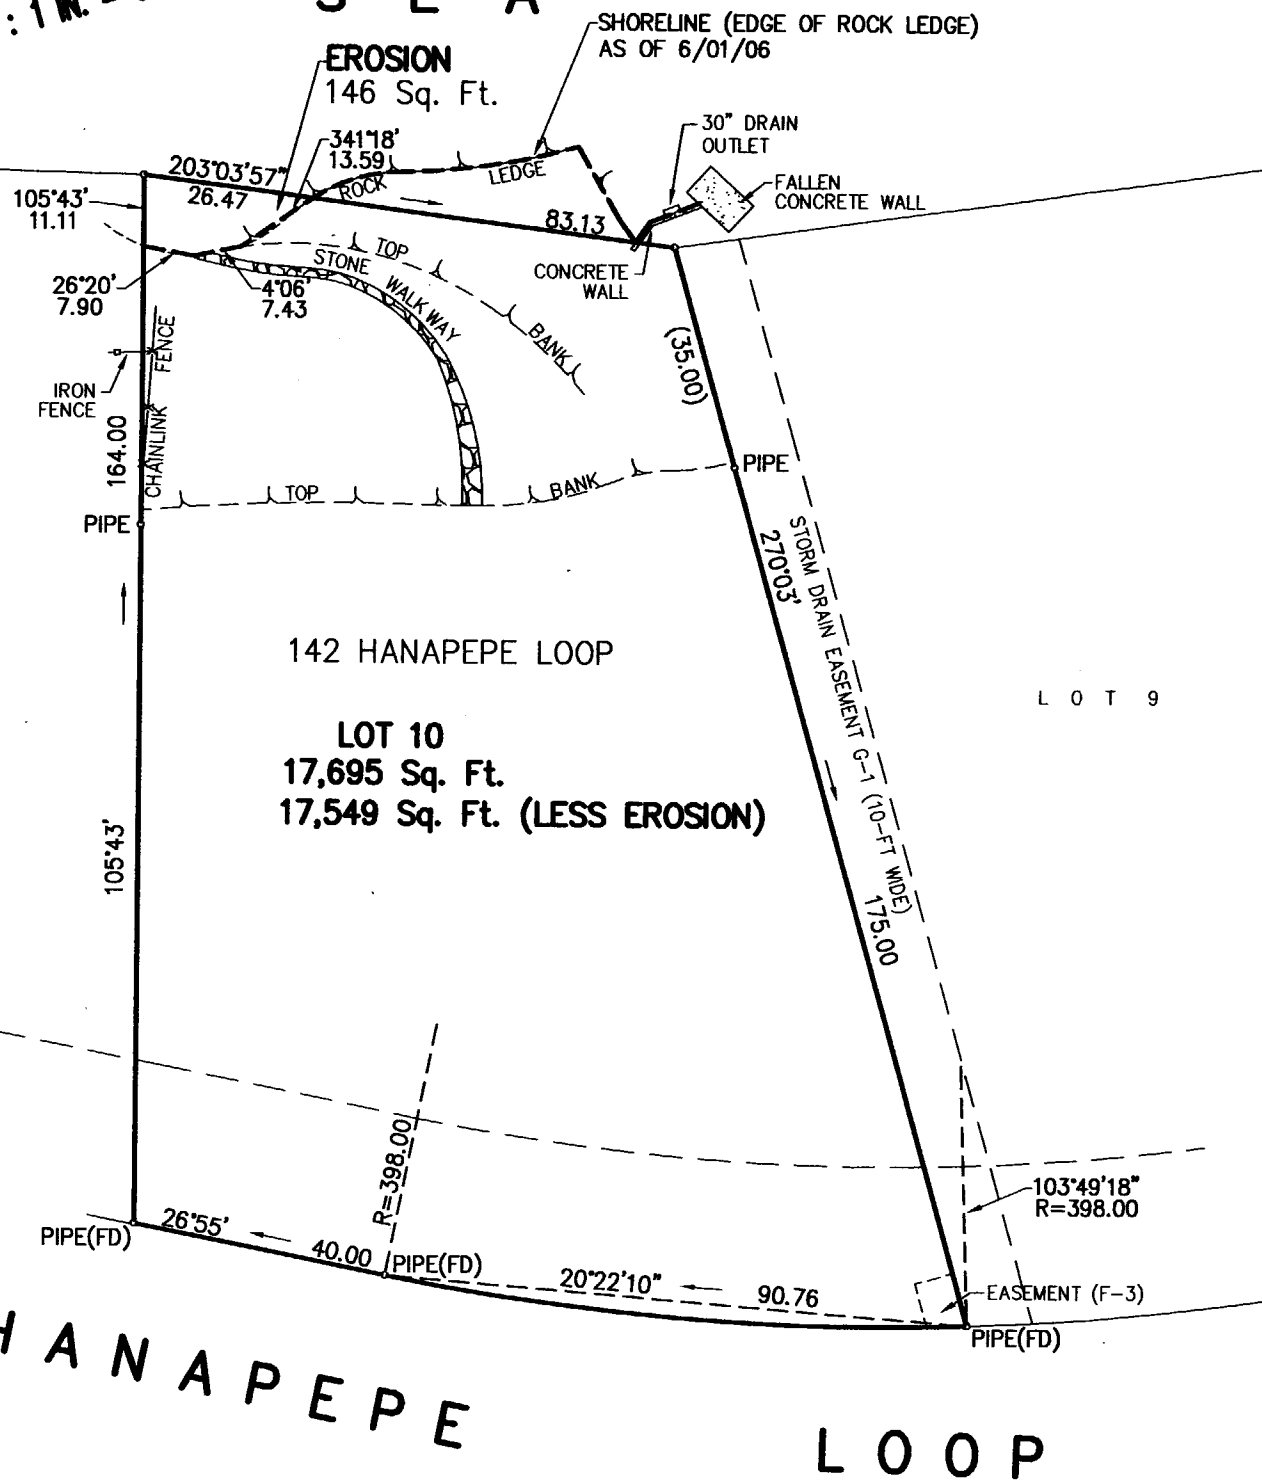 : 1 IN.
S E A
SHORELINE (EDGE OF ROCK LEDGE)
AS OF 6/01/06
EROSION
146 Sq. Ft.
341°18'
13.59
30" DRAIN
OUTLET
203°03'57"
26.47
ROCK
LEDGE
FALLEN
CONCRETE WALL
105°43'
11.11
83.13
TOP
STONE
WALK WAY
BANK
CONCRETE
WALL
26°20'
7.90
4°06'
7.43
(35.00)
IRON
FENCE
CHAINLINK FENCE
164.00
PIPE
TOP
BANK
PIPE
270°03'
STORM DRAIN EASEMENT G-1 (10-FT WIDE)
142 HANAPEPE LOOP
LOT 9
LOT 10
17,695 Sq. Ft.
17,549 Sq. Ft. (LESS EROSION)
105°43'
175.00
R=398.00
103°49'18"
R=398.00
PIPE(FD)
26°55'
40.00
PIPE(FD)
20°22'10"
90.76
EASEMENT (F-3)
PIPE(FD)
HANAPEPE
LOOP